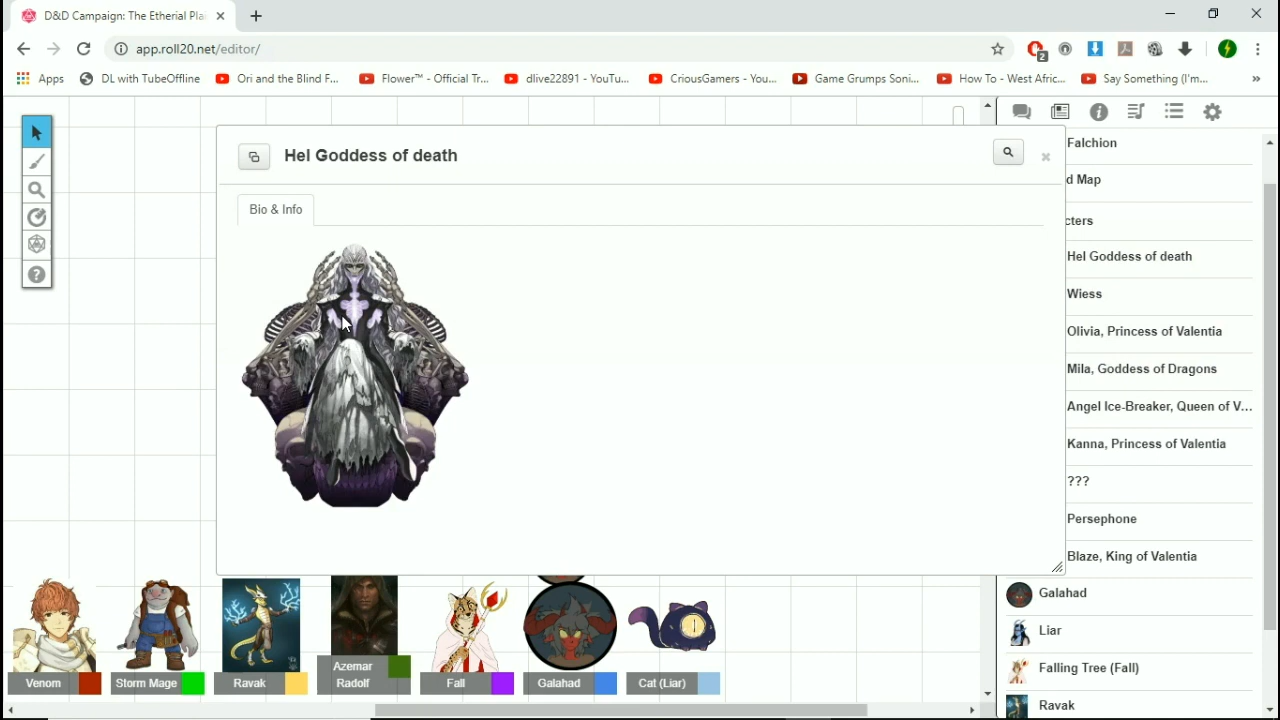 D&D Campaign: The Etherial Pla
app.roll20.net/editor/
2
Apps
DL with TubeOffline
Ori and the Blind F...
Flower™ - Official Tr...
dlive22891 - YouTu...
CriousGamers - You...
Game Grumps Soni...
How To - West Afric...
Say Something (I'm...
»
Hel Goddess of death
Bio & Info
Falchion
d Map
cters
Hel Goddess of death
Wiess
Olivia, Princess of Valentia
Mila, Goddess of Dragons
Angel Ice-Breaker, Queen of V...
Kanna, Princess of Valentia
???
Persephone
Blaze, King of Valentia
Galahad
Liar
Falling Tree (Fall)
Ravak
Venom
Storm Mage
Ravak
Azemar
Radolf
Fall
Galahad
Cat (Liar)